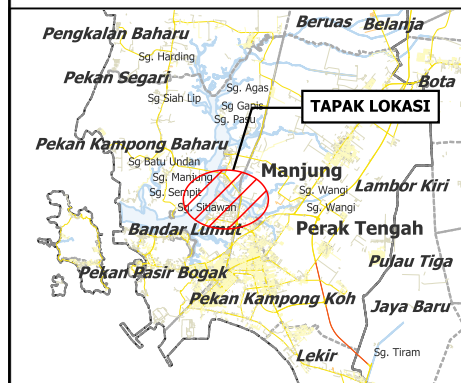 Beruas
Belanja
Pengkalan Baharu
Sg. Harding
Pekan Segari
Sg. Agas
Bota
Sg Siah Lip
Sg Gapis
TAPAK LOKASI
Sg. Pasu
Pekan Kampong Baharu
Sg Batu Undan
Manjung
Sg. Manjung
Lambor Kiri
Sg. Sempit
Sg. Wangi
Sg. Sitiawan
Sg. Wangi
Bandar Lumut
Perak Tengah
Pulau Tiga
Pekan Pasir Bogak
Pekan Kampong Koh
Jaya Baru
Lekir
Sg. Tiram